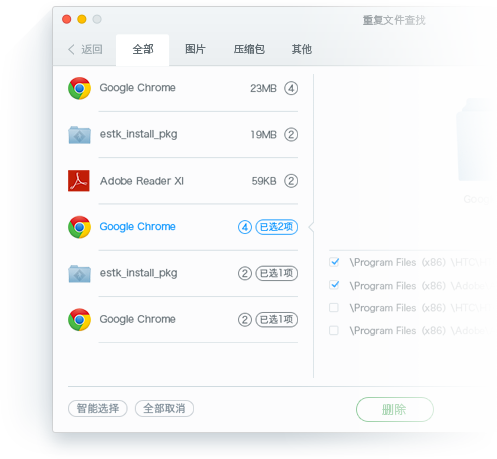 重复文件查找
返回 全部 图片 压缩包 其他
Google Chrome 23MB 4
estk_install_pkg 19MB 2
Adobe Reader XI 59KB 2
Google Chrome 4 已选2项
estk_install_pkg 2 已选1项
Google Chrome 2 已选1项
\Program Files (x86) \HTC\
\Program Files (x86) \Adobe
\Program Files (x86) \HTC\
\Program Files (x86) \Adobe
智能选择 全部取消 删除